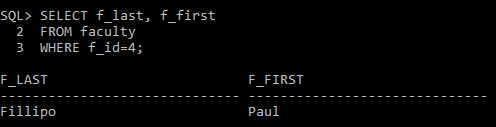 SQL> SELECT f_last, f_first
  2  FROM faculty
  3  WHERE f_id=4;
F_LAST                         F_FIRST
------------------------------ ------------------------------
Fillipo                        Paul